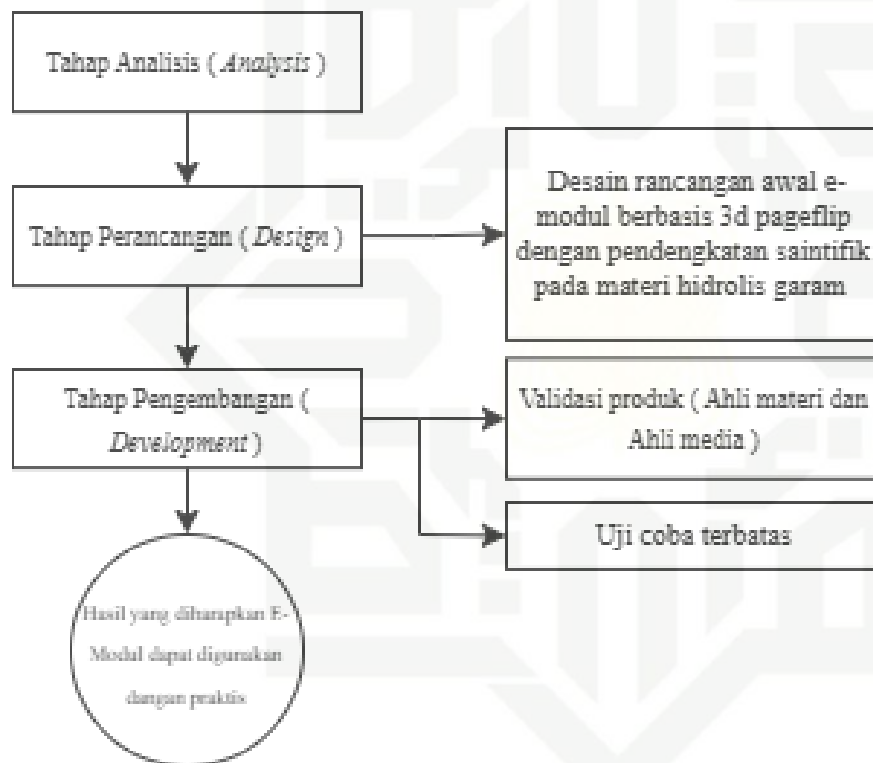 Tahap Analisis ( Analysis )
Tahap Perancangan ( Design )
Desain rancangan awal e-
modul berbasis 3d pageflip
dengan pendengkatan saintifik
pada materi hidrolis garam
Tahap Pengembangan (
Development )
Validasi produk ( Ahli materi dan
Ahli media )
Uji coba terbatas
Hasil yang diharapkan E-
Modul dapat digunakan
dangan praktis